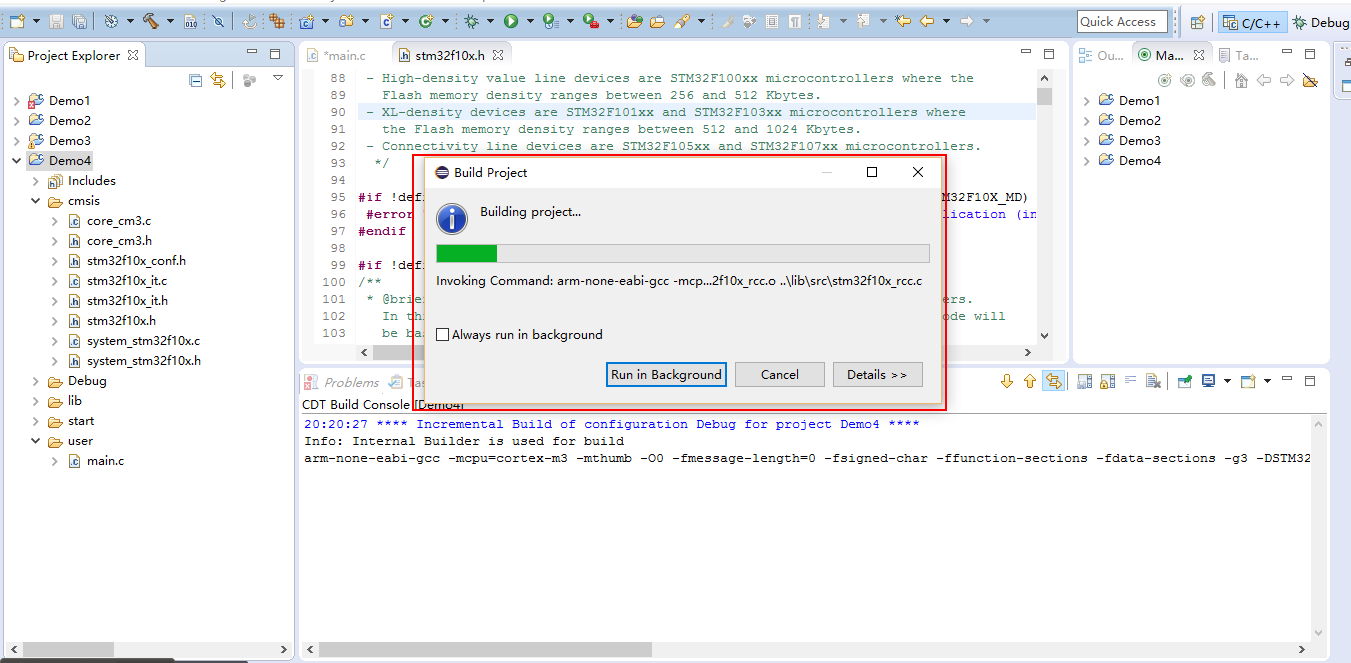 Quick Access
C/C++
Debug
Project Explorer
Demo1
Demo2
Demo3
Demo4
Includes
cmsis
core_cm3.c
core_cm3.h
stm32f10x_conf.h
stm32f10x_it.c
stm32f10x_it.h
stm32f10x.h
system_stm32f10x.c
system_stm32f10x.h
Debug
lib
start
user
main.c
*main.c
stm32f10x.h
88 - High-density value line devices are STM32F100xx microcontrollers where the
89 Flash memory density ranges between 256 and 512 Kbytes.
90 - XL-density devices are STM32F101xx and STM32F103xx microcontrollers where
91 the Flash memory density ranges between 512 and 1024 Kbytes.
92 - Connectivity line devices are STM32F105xx and STM32F107xx microcontrollers.
93 */
94
95 #if !def M32F10X_MD)
96 #error lication (in
97 #endif
98
99 #if !def
100 /**
101 * @brie ers.
102 In th ode will
103 be ba
Build Project
Building project...
Invoking Command: arm-none-eabi-gcc -mcp...2f10x_rcc.o ..\lib\src\stm32f10x_rcc.c
Always run in background
Run in Background
Cancel
Details >>
Ou...
Ma...
Ta...
Demo1
Demo2
Demo3
Demo4
Problems
Tas
CDT Build Console [Demo4]
20:20:27 **** Incremental Build of configuration Debug for project Demo4 ****
Info: Internal Builder is used for build
arm-none-eabi-gcc -mcpu=cortex-m3 -mthumb -O0 -fmessage-length=0 -fsigned-char -ffunction-sections -fdata-sections -g3 -DSTM32